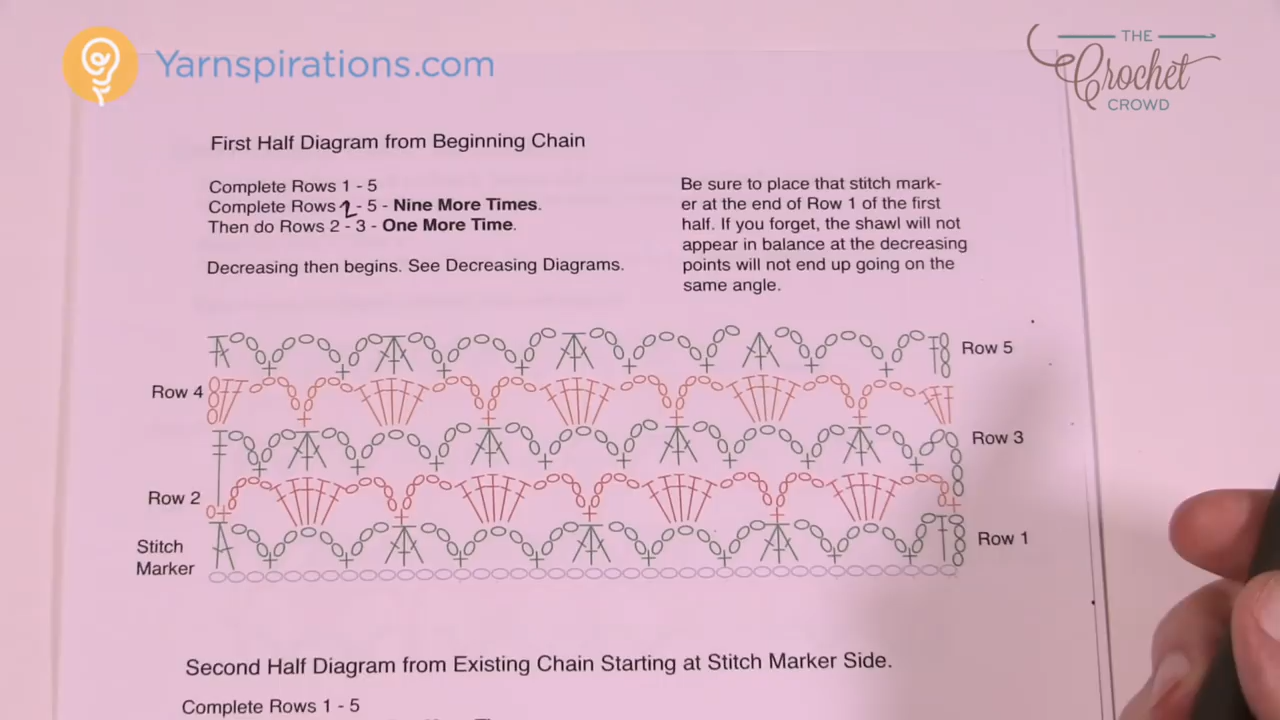 Yarnspirations.com
THE
Crochet
CROWD
First Half Diagram from Beginning Chain
Complete Rows 1 - 5
Complete Rows 2 - 5 - Nine More Times.
Then do Rows 2 - 3 - One More Time.
Decreasing then begins. See Decreasing Diagrams.
Be sure to place that stitch mark-
er at the end of Row 1 of the first
half. If you forget, the shawl will not
appear in balance at the decreasing
points will not end up going on the
same angle.
Row 5
Row 4
Row 3
Row 2
Row 1
Stitch
Marker
Second Half Diagram from Existing Chain Starting at Stitch Marker Side.
Complete Rows 1 - 5